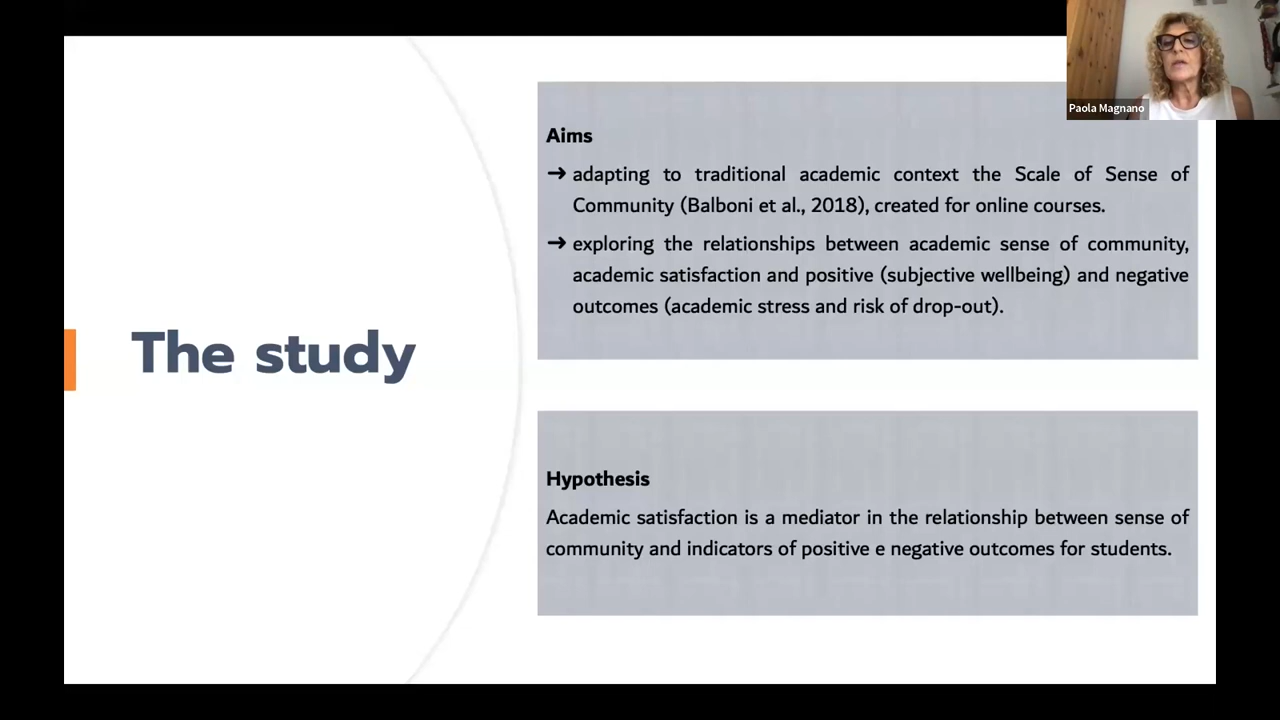 Paola Magnano
The study
Aims
→ adapting to traditional academic context the Scale of Sense of
Community (Balboni et al., 2018), created for online courses.
→ exploring the relationships between academic sense of community,
academic satisfaction and positive (subjective wellbeing) and negative
outcomes (academic stress and risk of drop-out).
Hypothesis
Academic satisfaction is a mediator in the relationship between sense of
community and indicators of positive e negative outcomes for students.